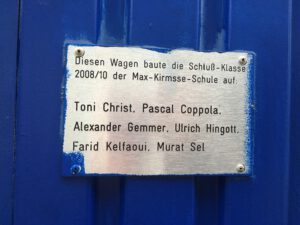 Diesen Wagen baute die Schluß-Klasse
2008/10 der Max-Kirmsse-Schule auf:
Toni Christ, Pascal Coppola,
Alexander Gemmer, Ulrich Hingott,
Farid Kelfaoui, Murat Sel